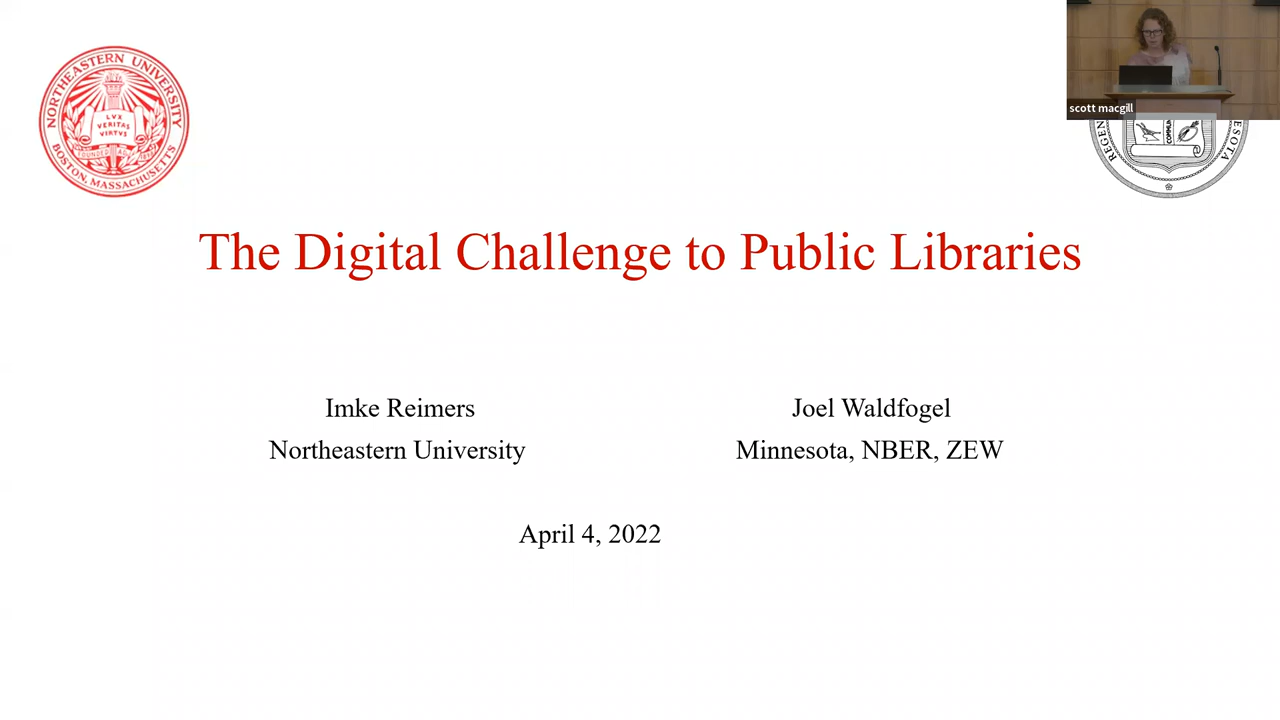 NORTHEASTERN UNIVERSITY
LVX
VERITAS
VIRTVS
BOSTON, MASSACHUSETTS
scott macgill
The Digital Challenge to Public Libraries
Imke Reimers
Joel Waldfogel
Northeastern University
Minnesota, NBER, ZEW
April 4, 2022